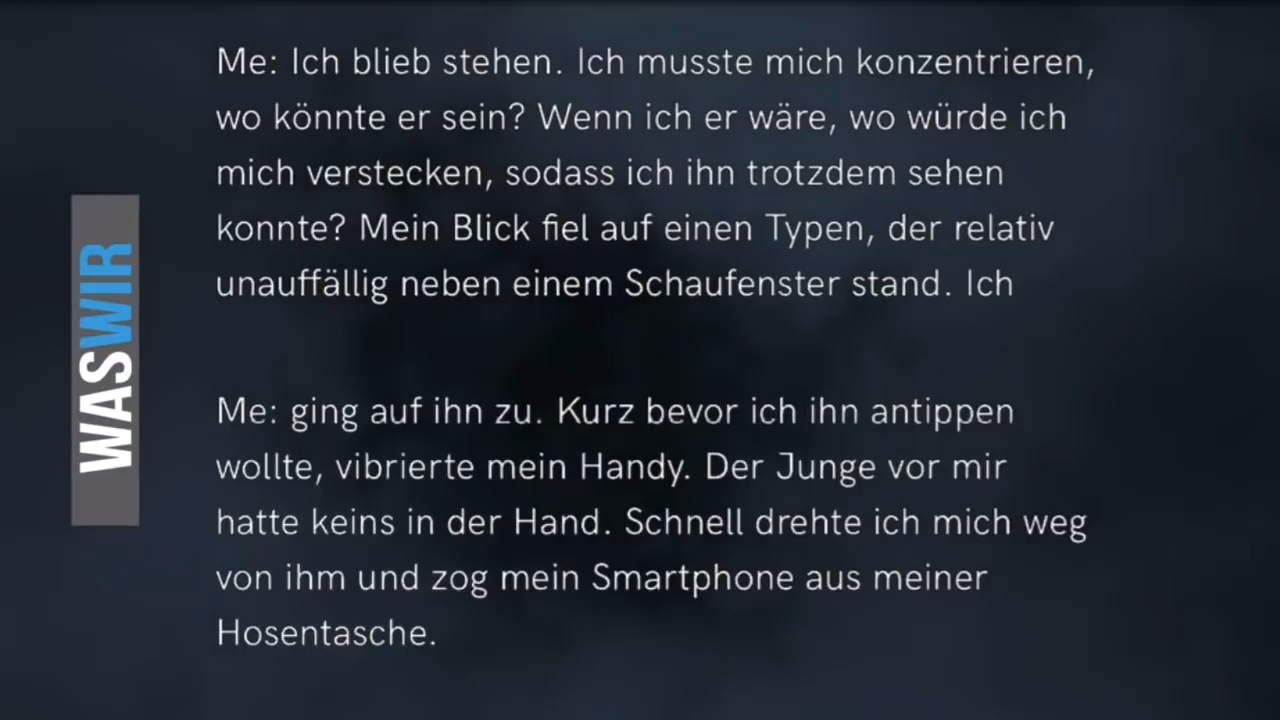 Me: Ich blieb stehen. Ich musste mich konzentrieren,
wo könnte er sein? Wenn ich er wäre, wo würde ich
mich verstecken, sodass ich ihn trotzdem sehen
konnte? Mein Blick fiel auf einen Typen, der relativ
unauffällig neben einem Schaufenster stand. Ich
Me: ging auf ihn zu. Kurz bevor ich ihn antippen
wollte, vibrierte mein Handy. Der Junge vor mir
hatte keins in der Hand. Schnell drehte ich mich weg
von ihm und zog mein Smartphone aus meiner
Hosentasche.
WASWIR